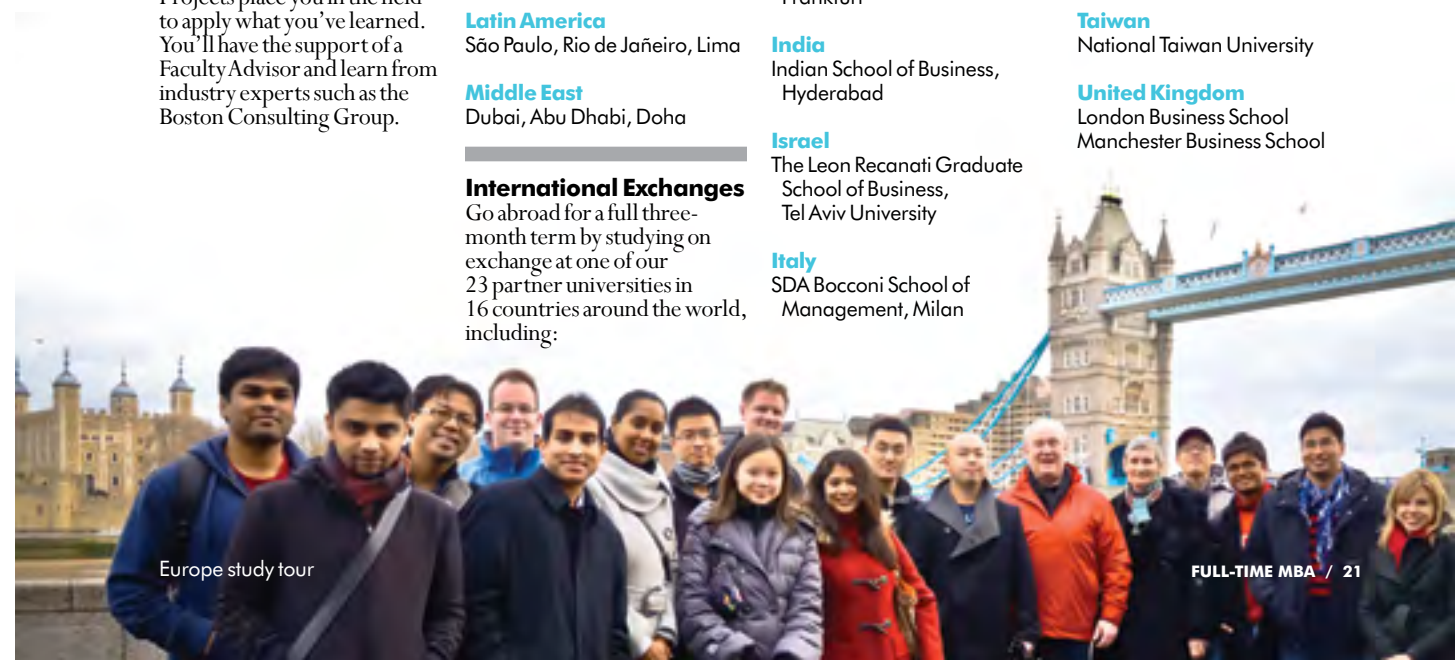 Projects place you in the field
to apply what you've learned.
You'll have the support of a
Faculty Advisor and learn from
industry experts such as the
Boston Consulting Group.
Latin America
São Paulo, Rio de Jañeiro, Lima
Middle East
Dubai, Abu Dhabi, Doha
International Exchanges
Go abroad for a full three-
month term by studying on
exchange at one of our
23 partner universities in
16 countries around the world,
including:
Frankfurt
India
Indian School of Business,
Hyderabad
Israel
The Leon Recanati Graduate
School of Business,
Tel Aviv University
Italy
SDA Bocconi School of
Management, Milan
Taiwan
National Taiwan University
United Kingdom
London Business School
Manchester Business School
Europe study tour
FULL-TIME MBA / 21